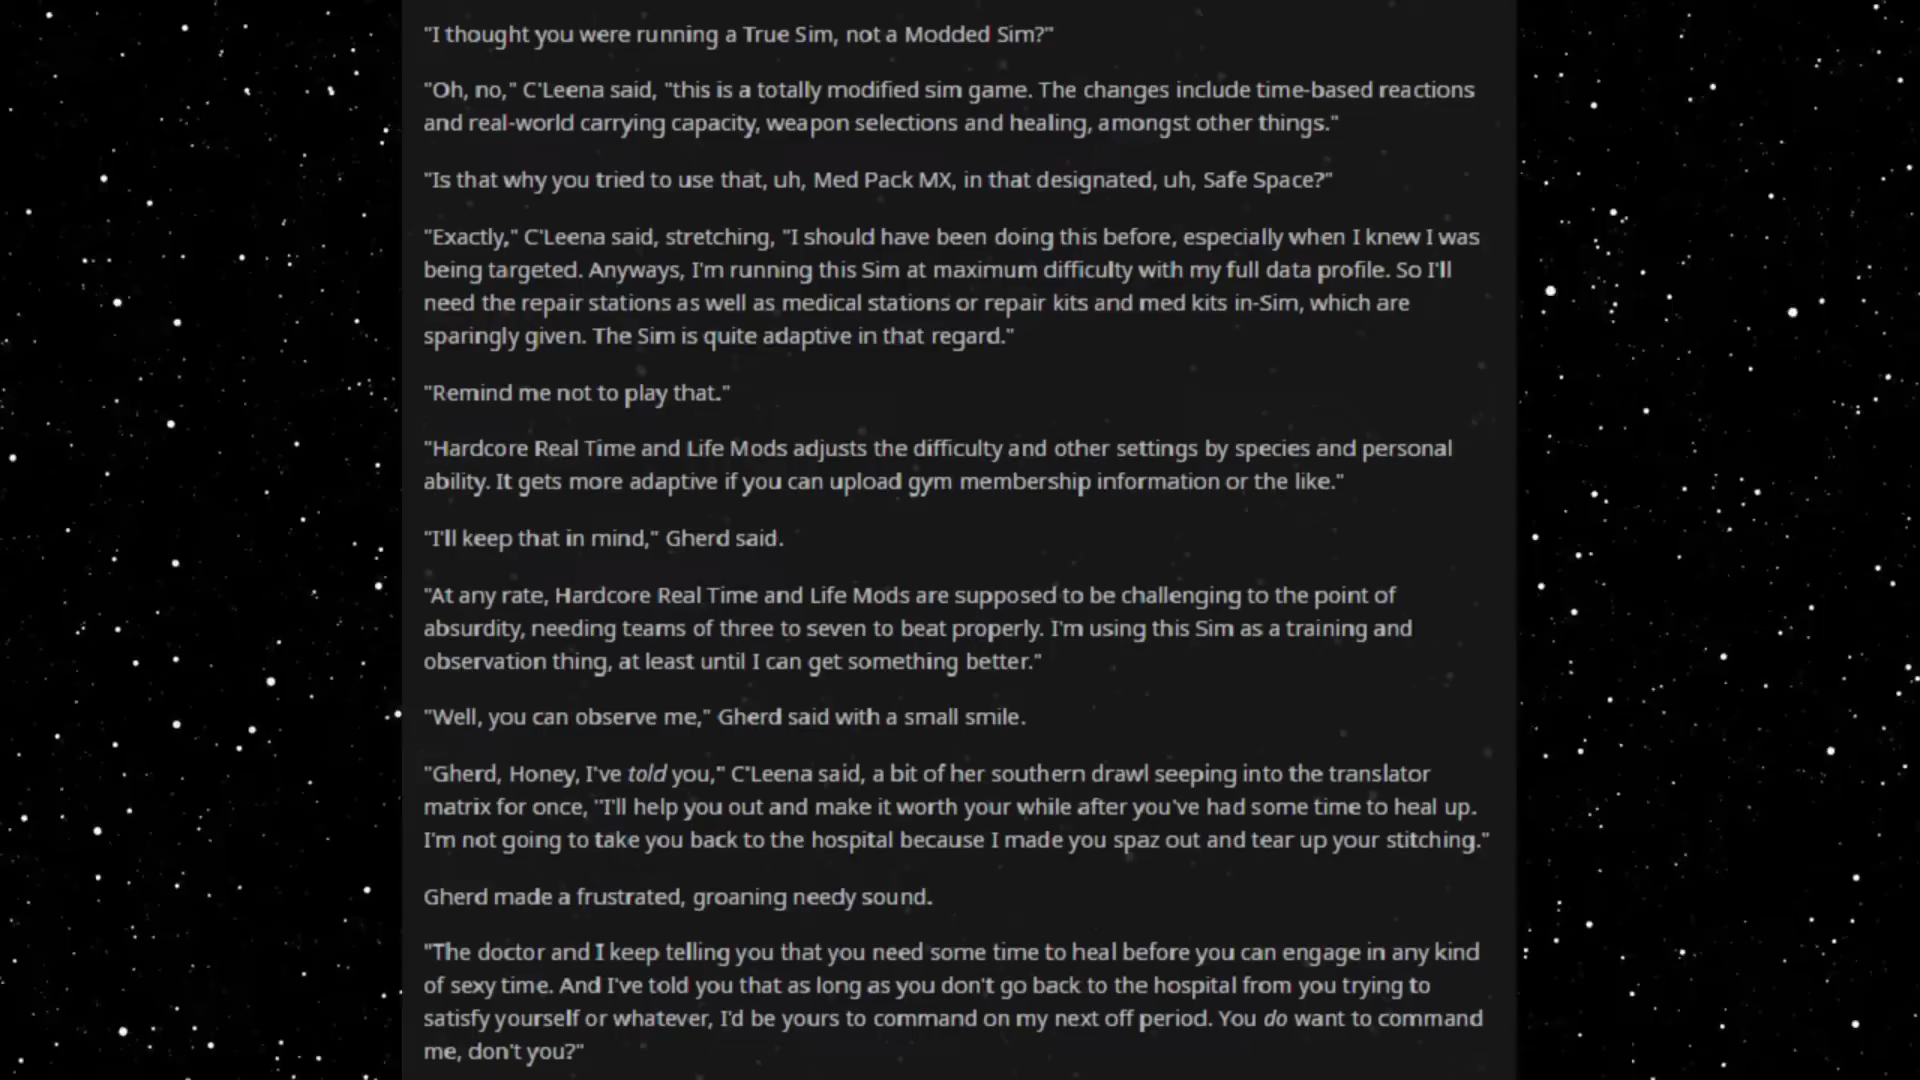 "I thought you were running a True Sim, not a Modded Sim?"
"Oh, no," C'Leena said, "this is a totally modified sim game. The changes include time-based reactions
and real-world carrying capacity, weapon selections and healing, amongst other things."
"Is that why you tried to use that, uh, Med Pack MX, in that designated, uh, Safe Space?"
"Exactly," C'Leena said, stretching, "I should have been doing this before, especially when I knew I was
being targeted. Anyways, I'm running this Sim at maximum difficulty with my full data profile. So I'll
need the repair stations as well as medical stations or repair kits and med kits in-Sim, which are
sparingly given. The Sim is quite adaptive in that regard."
"Remind me not to play that."
"Hardcore Real Time and Life Mods adjusts the difficulty and other settings by species and personal
ability. It gets more adaptive if you can upload gym membership information or the like."
"I'll keep that in mind," Gherd said.
"At any rate, Hardcore Real Time and Life Mods are supposed to be challenging to the point of
absurdity, needing teams of three to seven to beat properly. I'm using this Sim as a training and
observation thing, at least until I can get something better."
"Well, you can observe me," Gherd said with a small smile.
"Gherd, Honey, I've told you," C'Leena said, a bit of her southern drawl seeping into the translator
matrix for once, "I'll help you out and make it worth your while after you've had some time to heal up.
I'm not going to take you back to the hospital because I made you spaz out and tear up your stitching."
Gherd made a frustrated, groaning needy sound.
"The doctor and I keep telling you that you need some time to heal before you can engage in any kind
of sexy time. And I've told you that as long as you don't go back to the hospital from you trying to
satisfy yourself or whatever, I'd be yours to command on my next off period. You do want to command
me, don't you?"